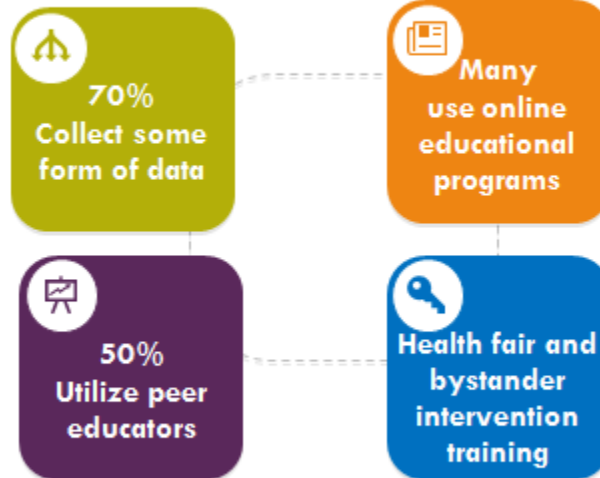 70%
Collect some
form of data
Many
use online
educational
programs
50%
Utilize peer
educators
Health fair and
bystander
intervention
training